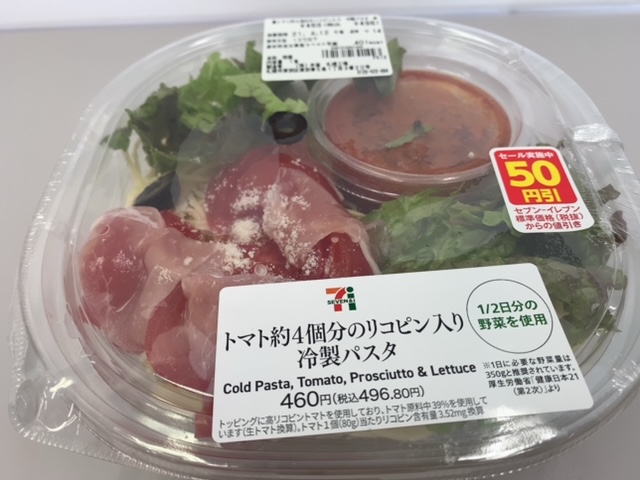 セール実施中
50
円引
セブン-イレブン
標準価格(税抜)
からの値引き
SEVEN&i
1/2日分の
野菜を使用
トマト約4個分のリコピン入り
冷製パスタ
Cold Pasta, Tomato, Prosciutto & Lettuce
460円(税込496.80円)
※1日に必要な野菜量は
350gと推奨されています。
厚生労働省「健康日本21
(第2次)」より
トッピングに高リコピントマトを使用しており、トマト原料中39%を使用して
います(生トマト換算)。トマト1個(80g)当たりリコピン含有量3.52mg換算